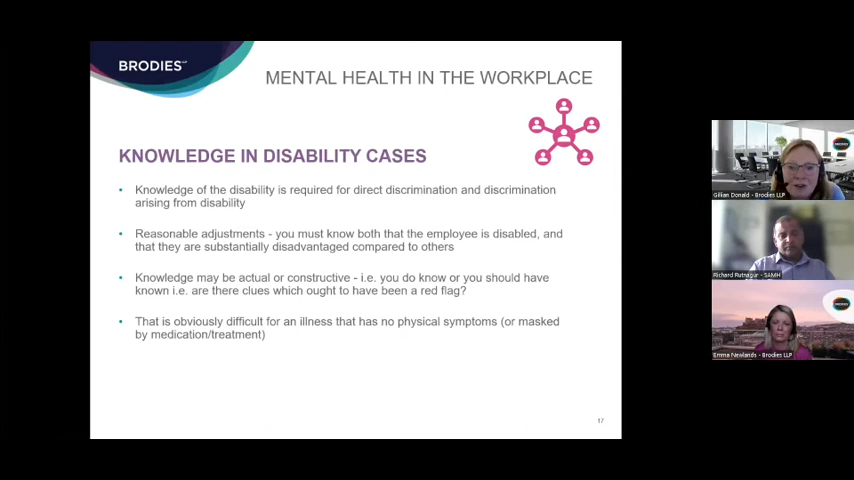 BRODIES LLP
MENTAL HEALTH IN THE WORKPLACE
KNOWLEDGE IN DISABILITY CASES
• Knowledge of the disability is required for direct discrimination and discrimination
arising from disability
• Reasonable adjustments - you must know both that the employee is disabled, and
that they are substantially disadvantaged compared to others
• Knowledge may be actual or constructive - i.e. you do know or you should have
known i.e. are there clues which ought to have been a red flag?
• That is obviously difficult for an illness that has no physical symptoms (or masked
by medication/treatment)
17
Gillian Donald - Brodies LLP
Richard Rutnagur - SAMH
Emma Newlands - Brodies LLP